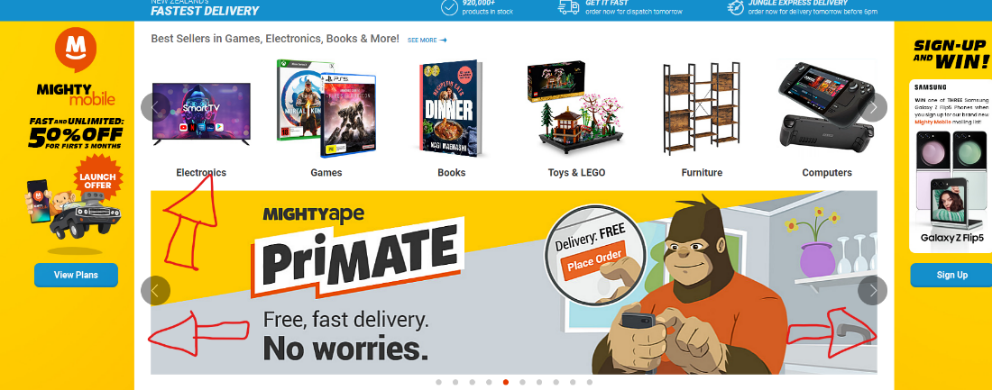 NEW ZEALAND'S
FASTEST DELIVERY
920,000+
products in stock
GET IT FAST
order now for dispatch tomorrow
JUNGLE EXPRESS DELIVERY
order now for delivery tomorrow before 6pm
Best Sellers in Games, Electronics, Books & More! SEE MORE
M
MIGHTY
mobile
FAST AND UNLIMITED:
50% OFF
FOR FIRST 3 MONTHS
LAUNCH
OFFER
View Plans
Smart TV
XBOX
PS5
DINNER
NAGI MAEHASHI
Electronics
Games
Books
Toys & LEGO
Furniture
Computers
MIGHTYape
PriMATE
Free, fast delivery.
No worries.
Delivery: FREE
Place Order
SIGN-UP
AND WIN!
SAMSUNG
WIN one of THREE Samsung
Galaxy Z Flip5 Phones when
you sign up for our brand new
Mighty Mobile mailing list!
Galaxy Z Flip5
Sign Up